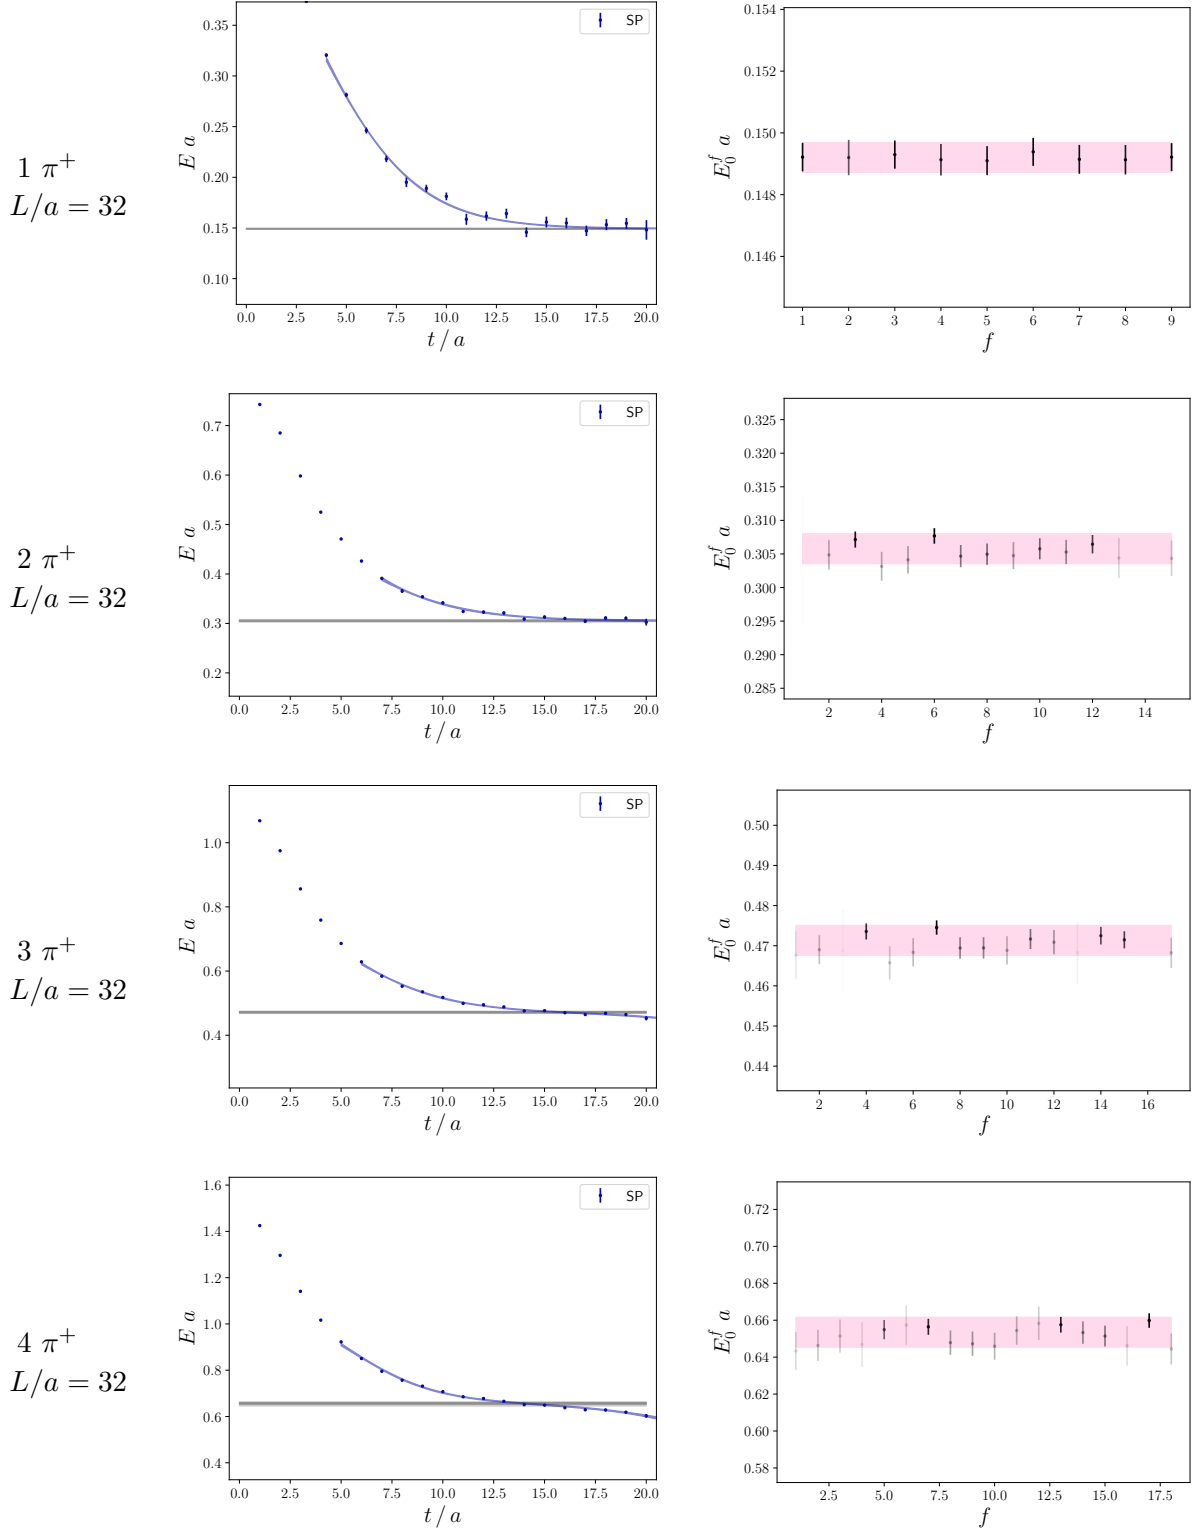 1 π⁺
L/a = 32
0.35
0.30
0.25
0.20
0.15
0.10
E a
SP
0.0 2.5 5.0 7.5 10.0 12.5 15.0 17.5 20.0
t / a
0.154
0.152
0.150
0.148
0.146
E₀ᶠ a
1 2 3 4 5 6 7 8 9
f
2 π⁺
L/a = 32
0.7
0.6
0.5
0.4
0.3
0.2
E a
SP
0.0 2.5 5.0 7.5 10.0 12.5 15.0 17.5 20.0
t / a
0.325
0.320
0.315
0.310
0.305
0.300
0.295
0.290
0.285
E₀ᶠ a
2 4 6 8 10 12 14
f
3 π⁺
L/a = 32
1.0
0.8
0.6
0.4
E a
SP
0.0 2.5 5.0 7.5 10.0 12.5 15.0 17.5 20.0
t / a
0.50
0.49
0.48
0.47
0.46
0.45
0.44
E₀ᶠ a
2 4 6 8 10 12 14 16
f
4 π⁺
L/a = 32
1.6
1.4
1.2
1.0
0.8
0.6
0.4
E a
SP
0.0 2.5 5.0 7.5 10.0 12.5 15.0 17.5 20.0
t / a
0.72
0.70
0.68
0.66
0.64
0.62
0.60
0.58
E₀ᶠ a
2.5 5.0 7.5 10.0 12.5 15.0 17.5
f